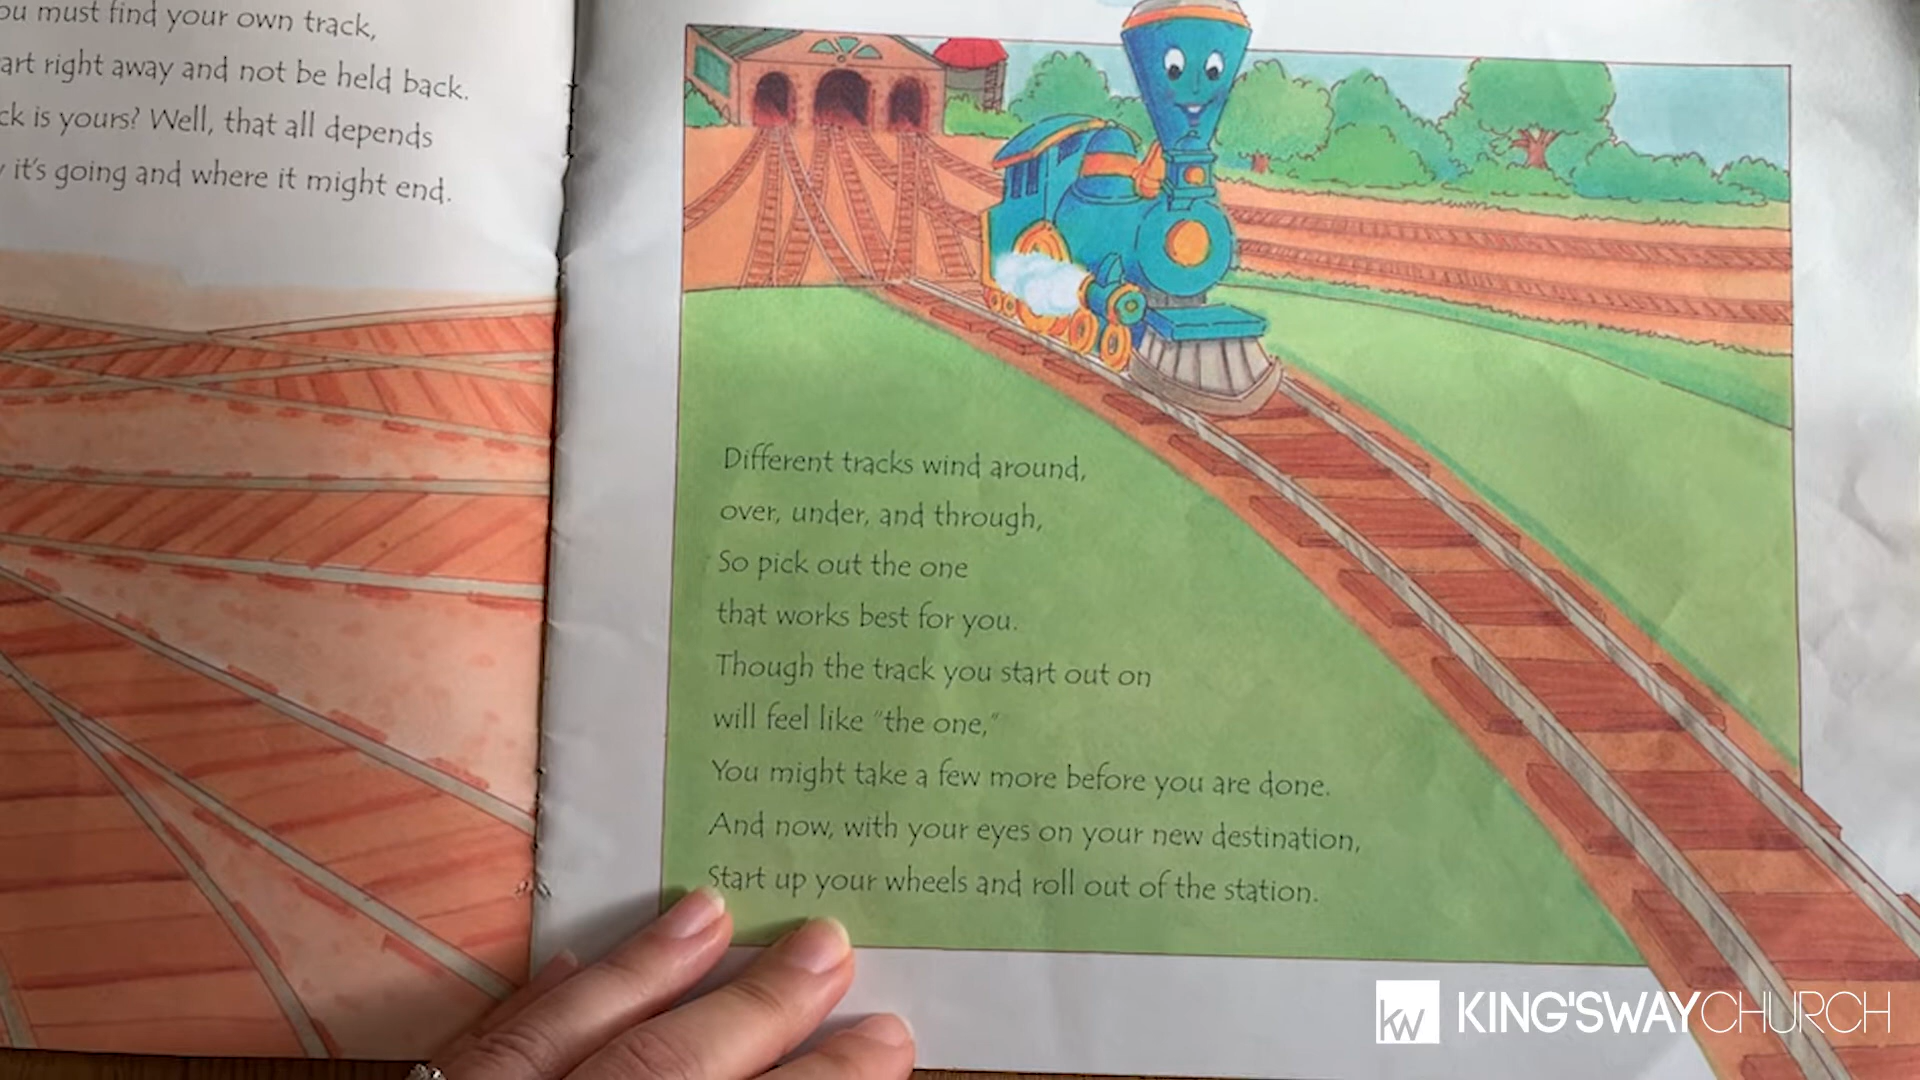 ou must find your own track,
art right away and not be held back.
ck is yours? Well, that all depends
it's going and where it might end.
Different tracks wind around,
over, under, and through,
So pick out the one
that works best for you.
Though the track you start out on
will feel like "the one,"
You might take a few more before you are done.
And now, with your eyes on your new destination,
Start up your wheels and roll out of the station.
kw KING'SWAYCHURCH